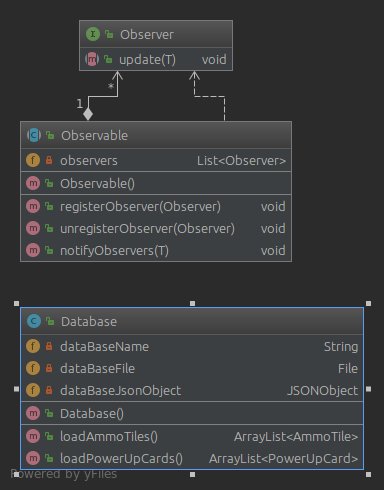 I Observer
m update(T) void
*
1
C Observable
f observers List<Observer>
m Observable()
m registerObserver(Observer) void
m unregisterObserver(Observer) void
m notifyObservers(T) void
C Database
f dataBaseName String
f dataBaseFile File
f dataBaseJsonObject JSONObject
m Database()
m loadAmmoTiles() ArrayList<AmmoTile>
m loadPowerUpCards() ArrayList<PowerUpCard>
Powered by yFiles